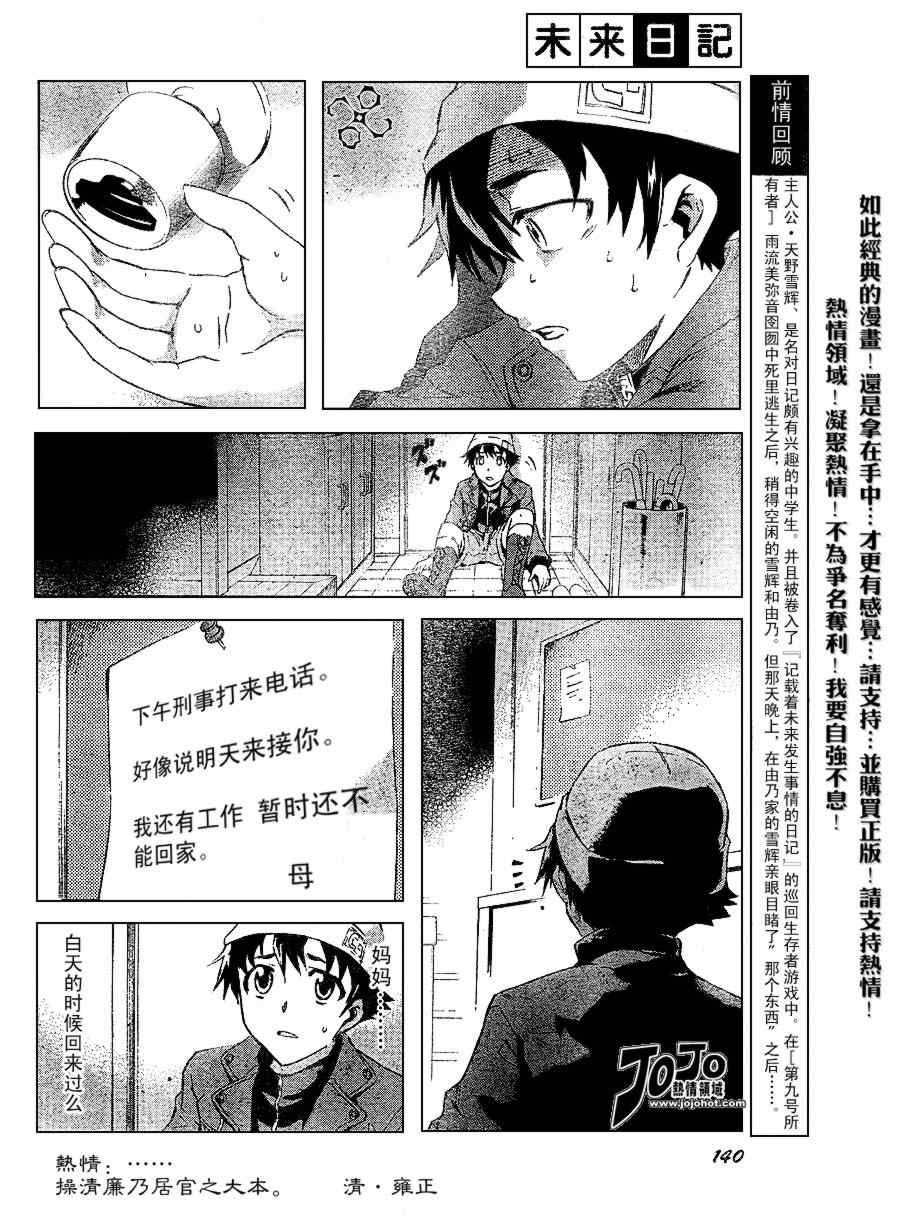 未来日記
前情回顾
主人公·天野雪辉、是名对日记颇有兴趣的中学生。并且被卷入了『记载着未来发生事情的日记』的巡回生存者游戏中。在[第九号所
有者] 雨流美弥音囹圄中死里逃生之后，稍得空闲的雪辉和由乃。但那天晚上，在由乃家的雪辉亲眼目睹了"那个东西"之后……。
如此經典的漫畫！還是拿在手中…才更有感覺…請支持…並購買正版！請支持熱情！
熱情領域！凝聚熱情！不為爭名奪利！我要自強不息！
ズズ
下午刑事打来电话。
好像说明天来接你。
我还有工作 暂时还不
能回家。
母
妈妈………
白天的时候回来过么
JOJO
熱情領域
www.jojohot.com
140
熱情：……
操清廉乃居官之大本。 清·雍正